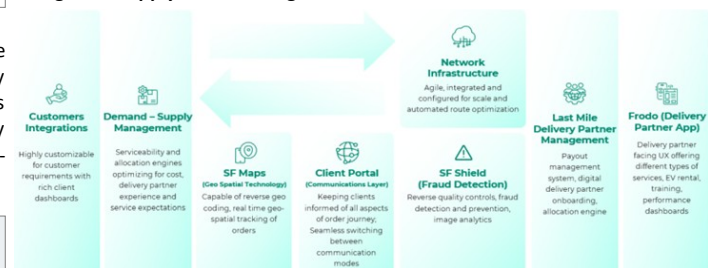 Customers
Integrations
Highly customizable
for customer
requirements with
rich client
dashboards
Demand – Supply
Management
Serviceability and
allocation engines
optimizing for cost,
delivery partner
experience and
service expectations
SF Maps
(Geo Spatial Technology)
Capable of reverse geo
coding, real time geo-
spatial tracking of
orders
Client Portal
(Communications Layer)
Keeping clients
informed of all aspects
of order journey;
Seamless switching
between
communication
modes
Network
Infrastructure
Agile, integrated and
configured for scale and
automated route optimization
SF Shield
(Fraud Detection)
Reverse quality controls, fraud
detection and prevention,
image analytics
Last Mile
Delivery Partner
Management
Payout
management
system, digital
delivery partner
onboarding,
allocation engine
Frodo (Delivery
Partner App)
Delivery partner
facing UX offering
different types of
services, EV rental,
training,
performance
dashboards